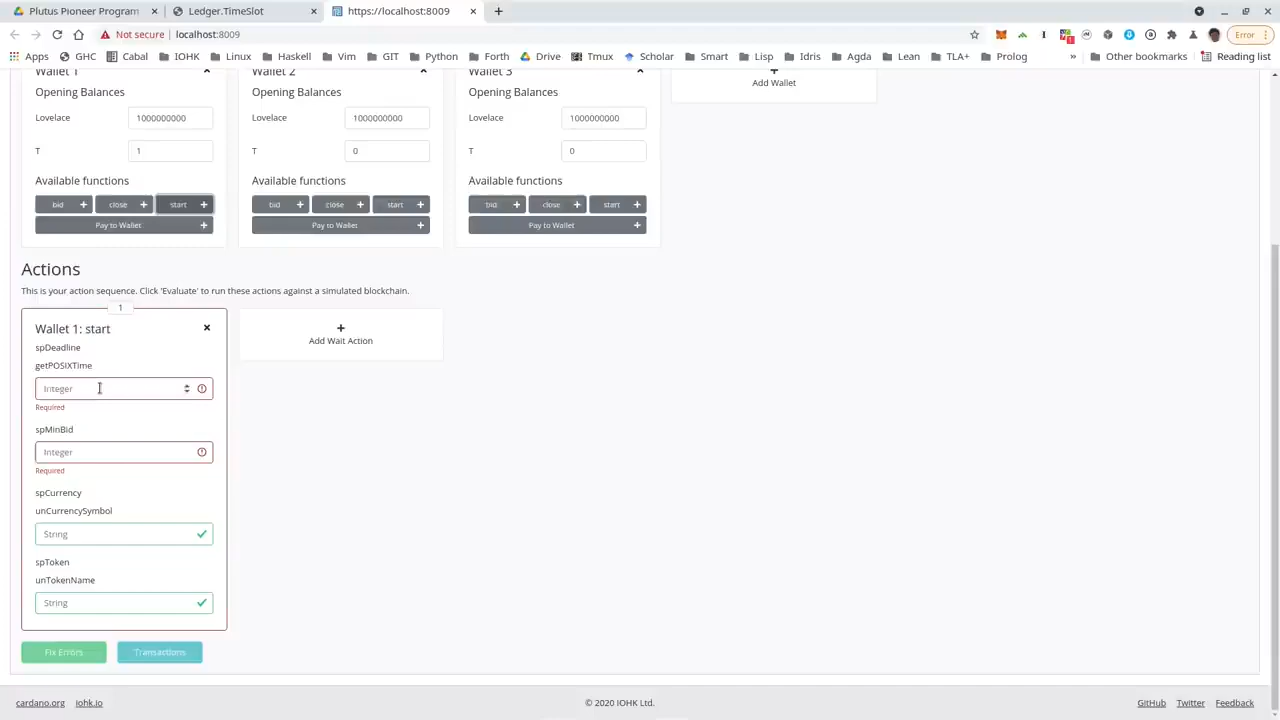 Plutus Pioneer Program
Ledger.TimeSlot
https://localhost:8009
Not secure
localhost:8009
Error
Apps
GHC
Cabal
IOHK
Linux
Haskell
Vim
GIT
Python
Forth
Drive
Tmux
Scholar
Lisp
Idris
Agda
Lean
TLA+
Prolog
»
Other bookmarks
Reading list
Wallet 1
Wallet 2
Wallet 3
Add Wallet
Opening Balances
Opening Balances
Opening Balances
Lovelace 1000000000
Lovelace 1000000000
Lovelace 1000000000
T 1
T 0
T 0
Available functions
Available functions
Available functions
bid + close + start +
bid + close + start +
bid + close + start +
Pay to Wallet +
Pay to Wallet +
Pay to Wallet +
Actions
This is your action sequence. Click 'Evaluate' to run these actions against a simulated blockchain.
1
Wallet 1: start
Add Wait Action
spDeadline
getPOSIXTime
Integer
Required
spMinBid
Integer
Required
spCurrency
unCurrencySymbol
String
spToken
unTokenName
String
Fix Errors
Transactions
cardano.org
iohk.io
© 2020 IOHK Ltd.
GitHub
Twitter
Feedback